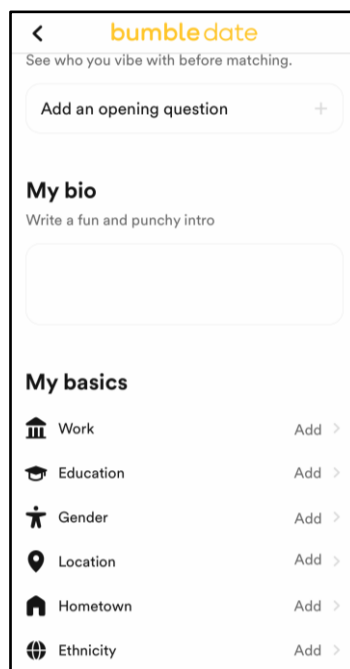 bumble date
See who you vibe with before matching.
Add an opening question
My bio
Write a fun and punchy intro
My basics
Work Add
Education Add
Gender Add
Location Add
Hometown Add
Ethnicity Add